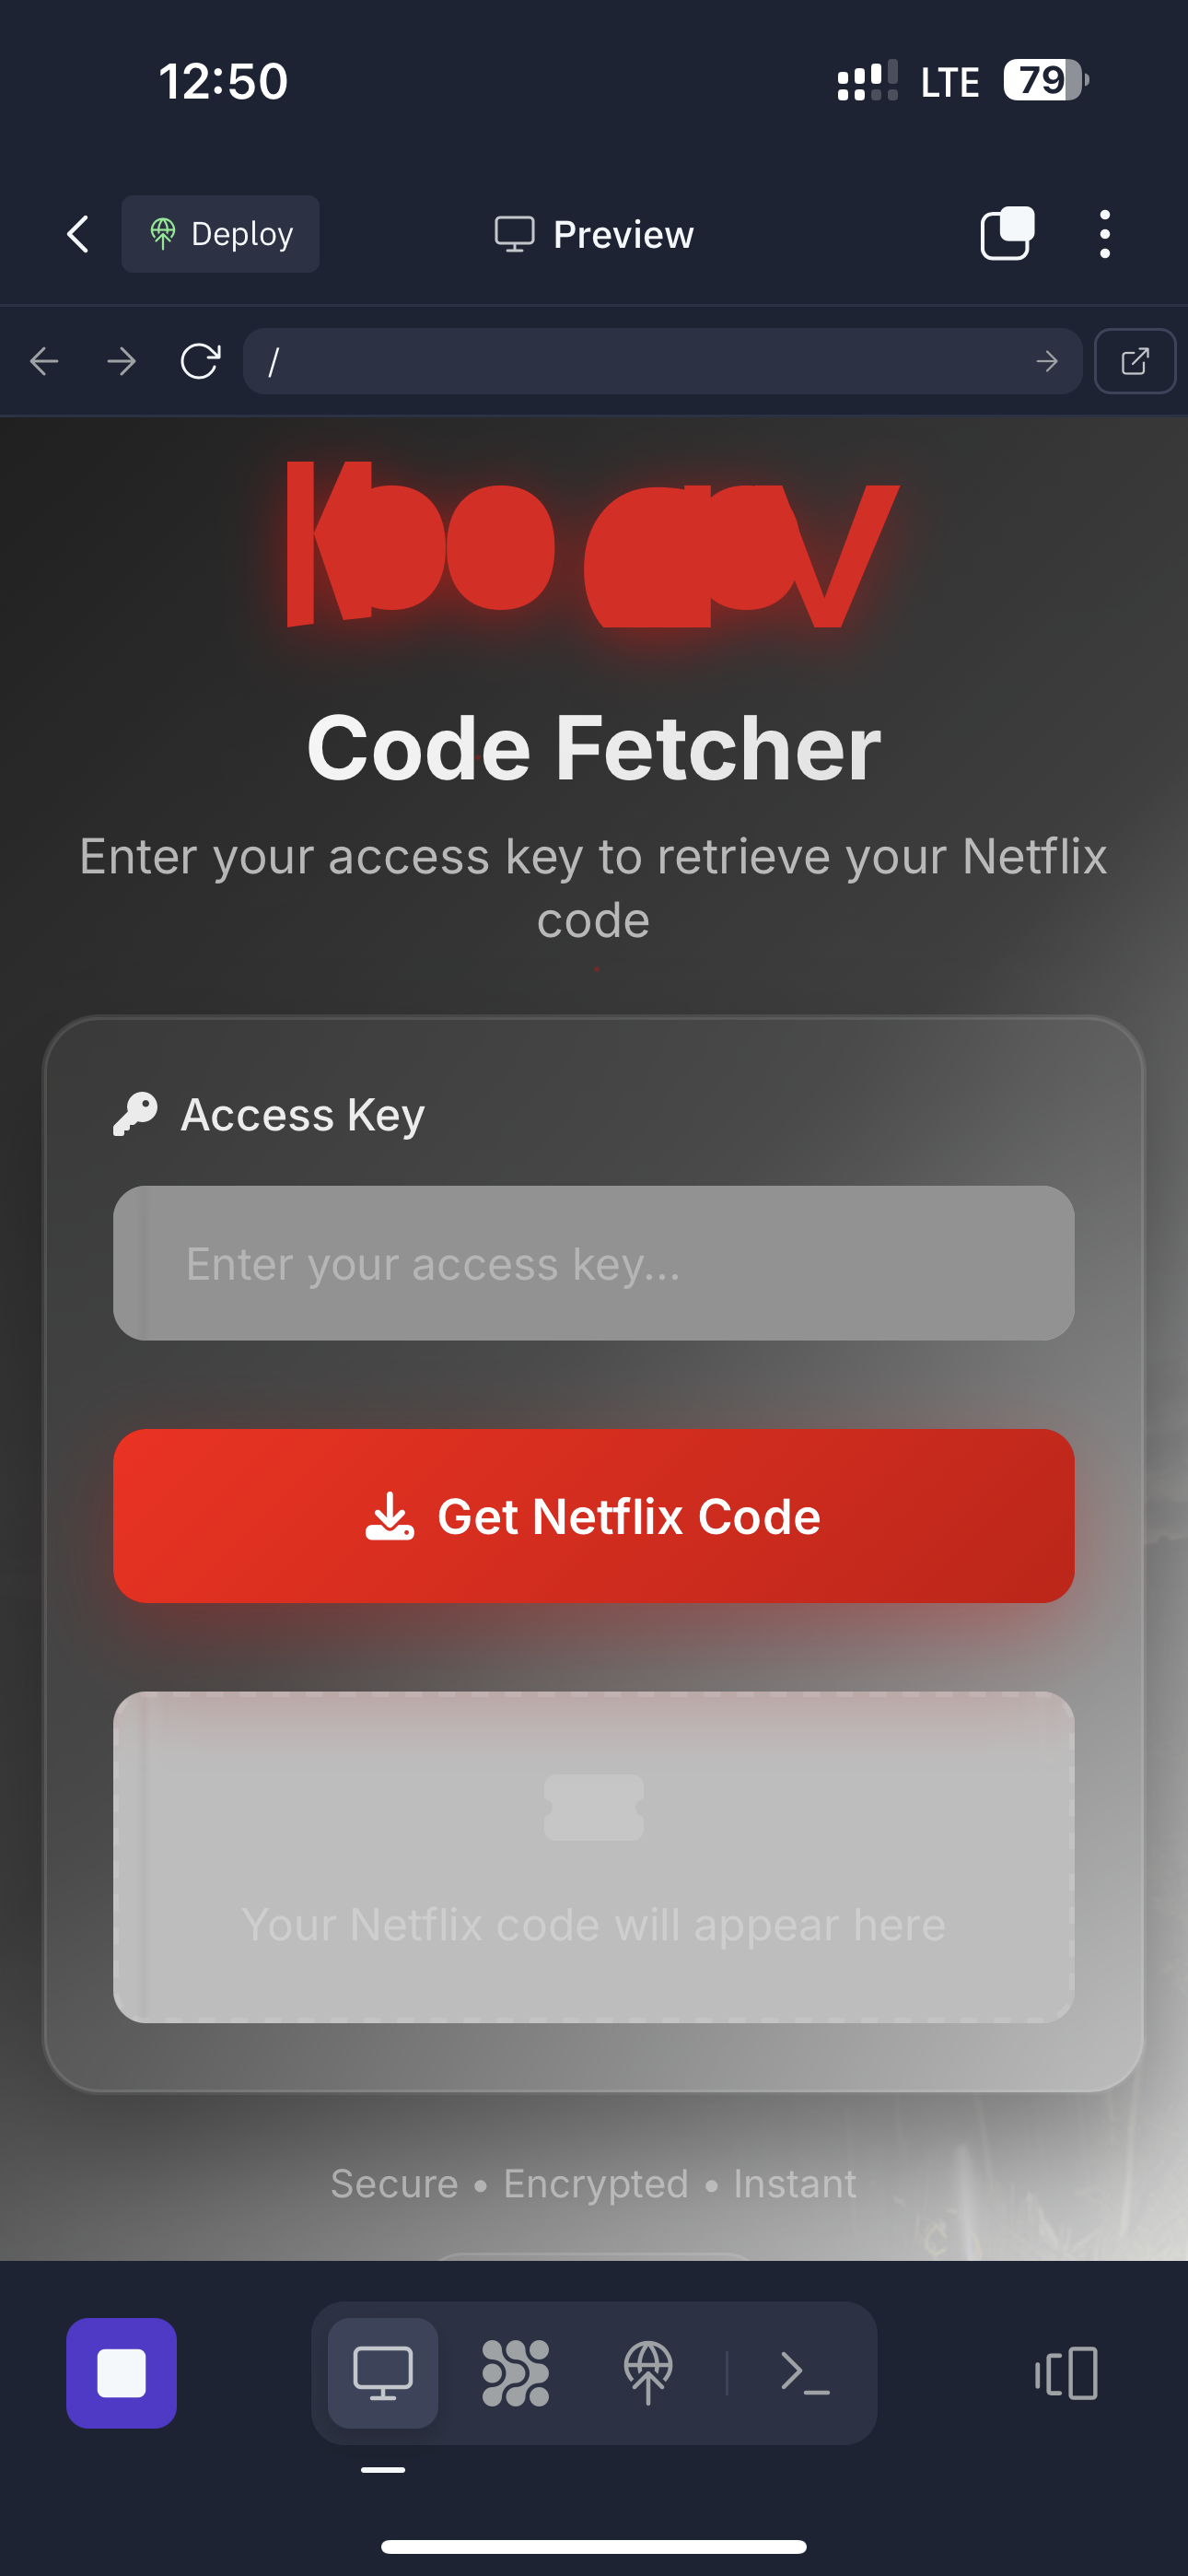 12:50
LTE
79
Deploy
Preview
/
Code Fetcher
Enter your access key to retrieve your Netflix
code
Access Key
Enter your access key...
Get Netflix Code
Your Netflix code will appear here
Secure • Encrypted • Instant